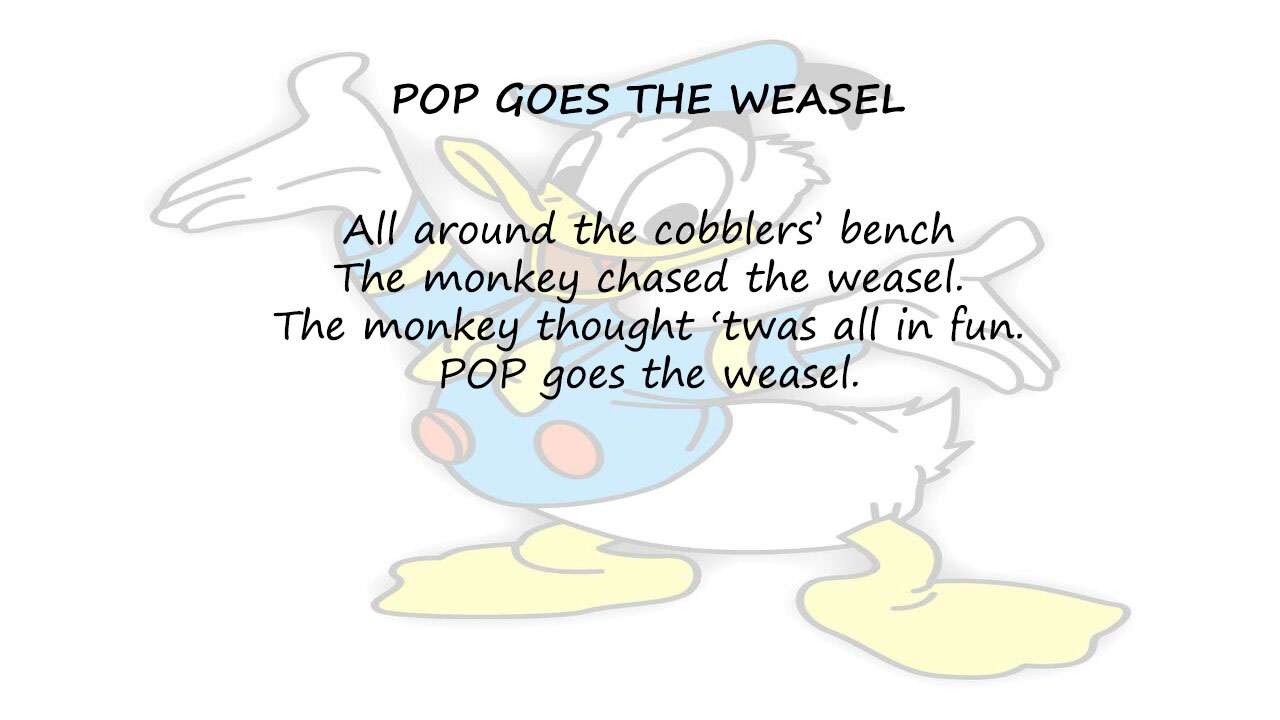 POP GOES THE WEASEL
All around the cobblers’ bench
The monkey chased the weasel.
The monkey thought ‘twas all in fun.
POP goes the weasel.